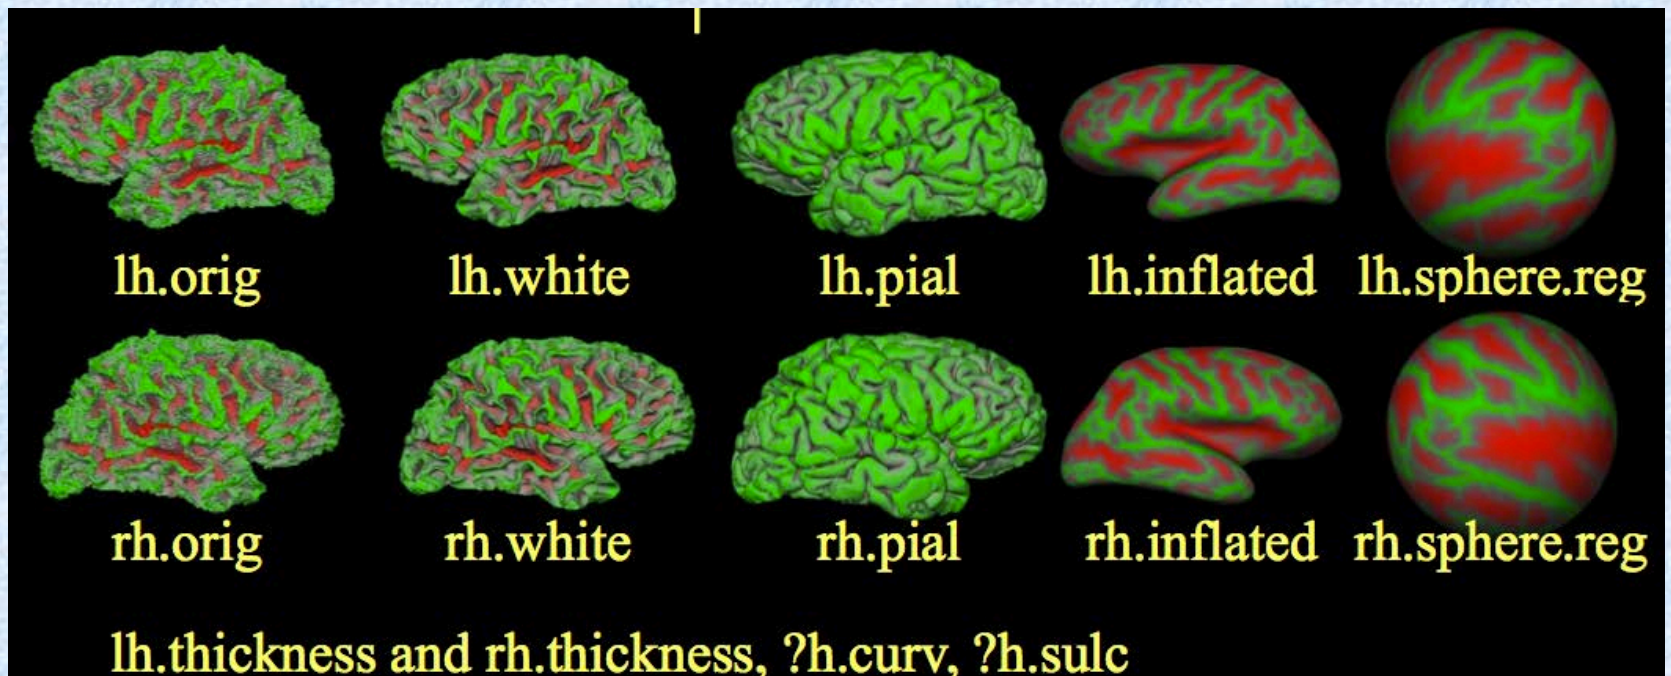 lh.orig lh.white lh.pial lh.inflated lh.sphere.reg
rh.orig rh.white rh.pial rh.inflated rh.sphere.reg
lh.thickness and rh.thickness, ?h.curv, ?h.sulc